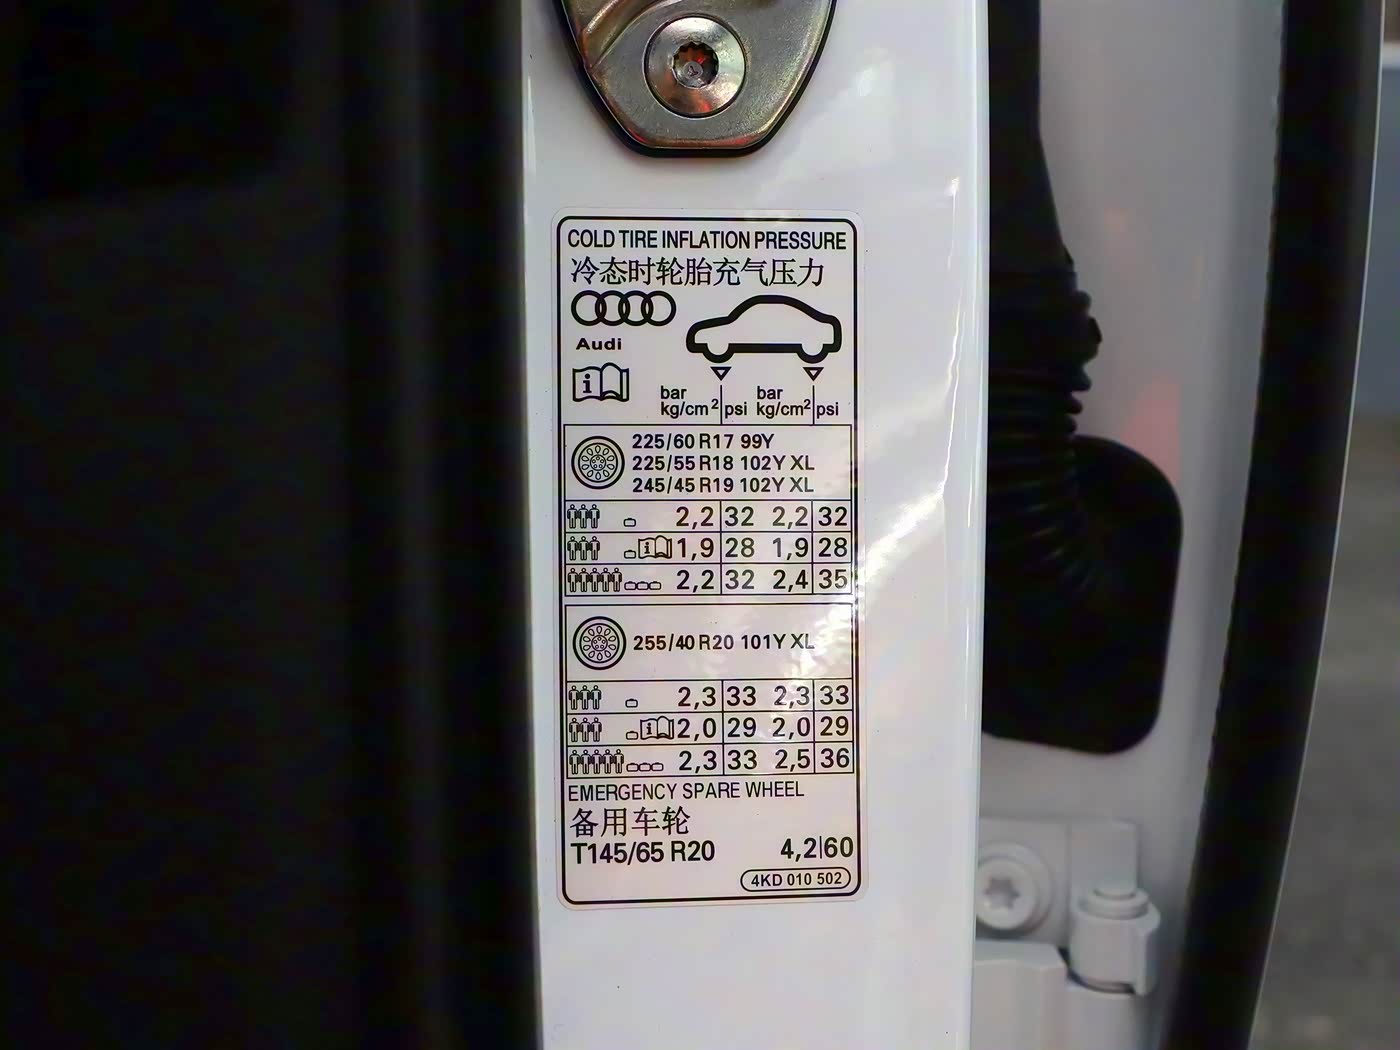 COLD TIRE INFLATION PRESSURE
冷态时轮胎充气压力
Audi
bar bar
kg/cm² psi kg/cm² psi
225/60 R17 99Y
225/55 R18 102Y XL
245/45 R19 102Y XL
2,2 32 2,2 32
i 1,9 28 1,9 28
2,2 32 2,4 35
255/40 R20 101Y XL
2,3 33 2,3 33
i 2,0 29 2,0 29
2,3 33 2,5 36
EMERGENCY SPARE WHEEL
备用车轮
T145/65 R20 4,2|60
4KD 010 502